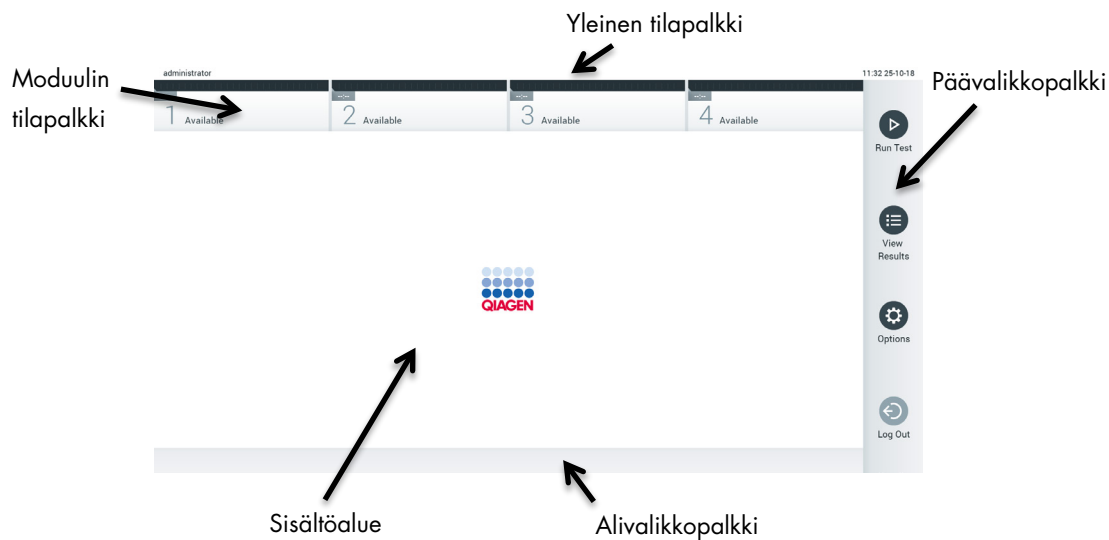 Yleinen tilapalkki
Moduulin
tilapalkki
Päävalikkopalkki
administrator
11:32 25-10-18
--:--
--:--
--:--
1 Available
2 Available
3 Available
4 Available
Run Test
View
Results
QIAGEN
Options
Log Out
Sisältöalue
Alivalikkopalkki